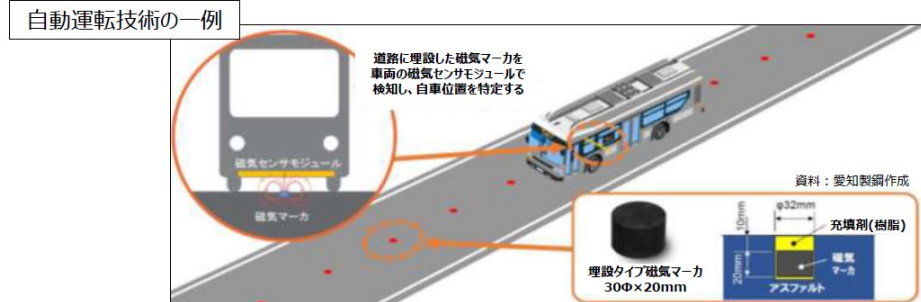 自動運転技術の一例
道路に埋設した磁気マーカを
車両の磁気センサモジュールで
検知し、自車位置を特定する
磁気センサモジュール
磁気マーカ
資料：愛知製鋼作成
埋設タイプ磁気マーカ
30Φ×20mm
φ32mm
10mm
20mm
充填剤(樹脂)
磁気
マーカ
アスファルト